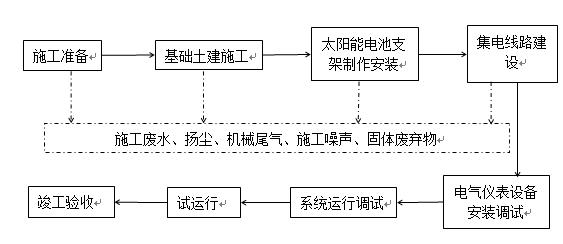 施工准备
基础土建施工
太阳能电池支
架制作安装
集电线路建
设
施工废水、扬尘、机械尾气、施工噪声、固体废弃物
竣工验收
试运行
系统运行调试
电气仪表设备
安装调试